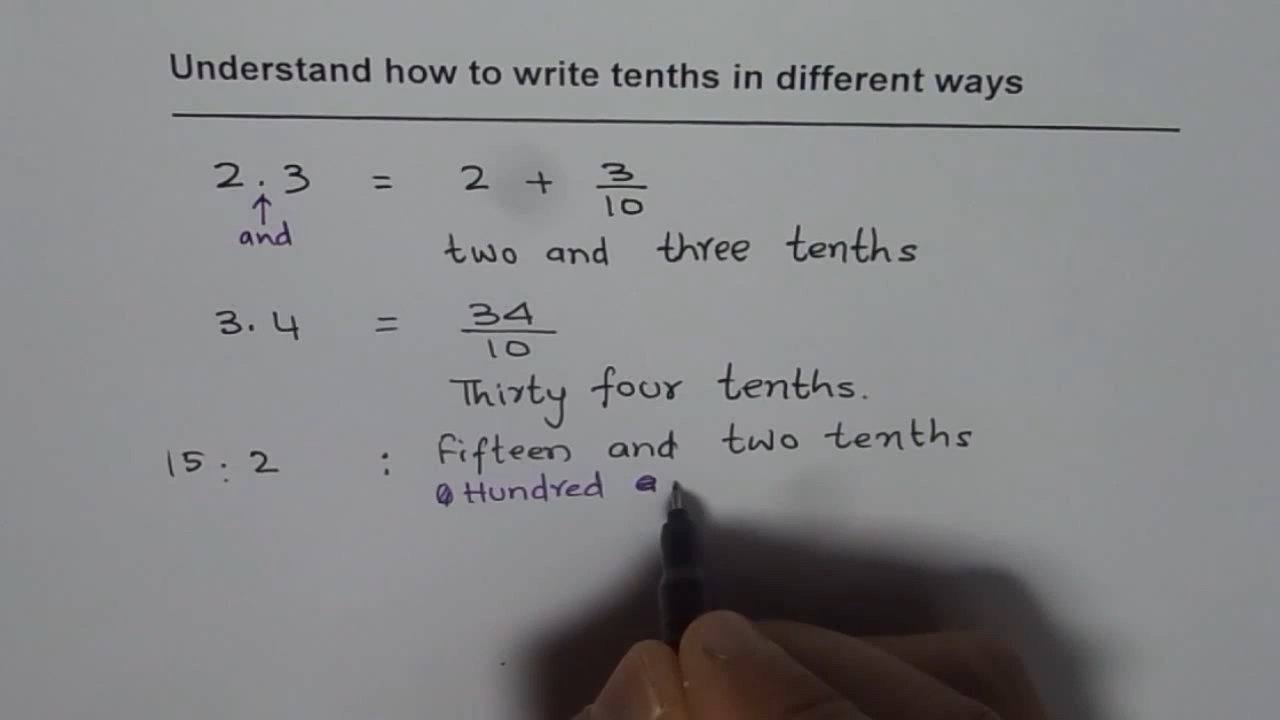 Understand how to write tenths in different ways
2.3 = 2 + 3/10
and
two and three tenths
3.4 = 34/10
Thirty four tenths.
15.2 : fifteen and two tenths
Hundred